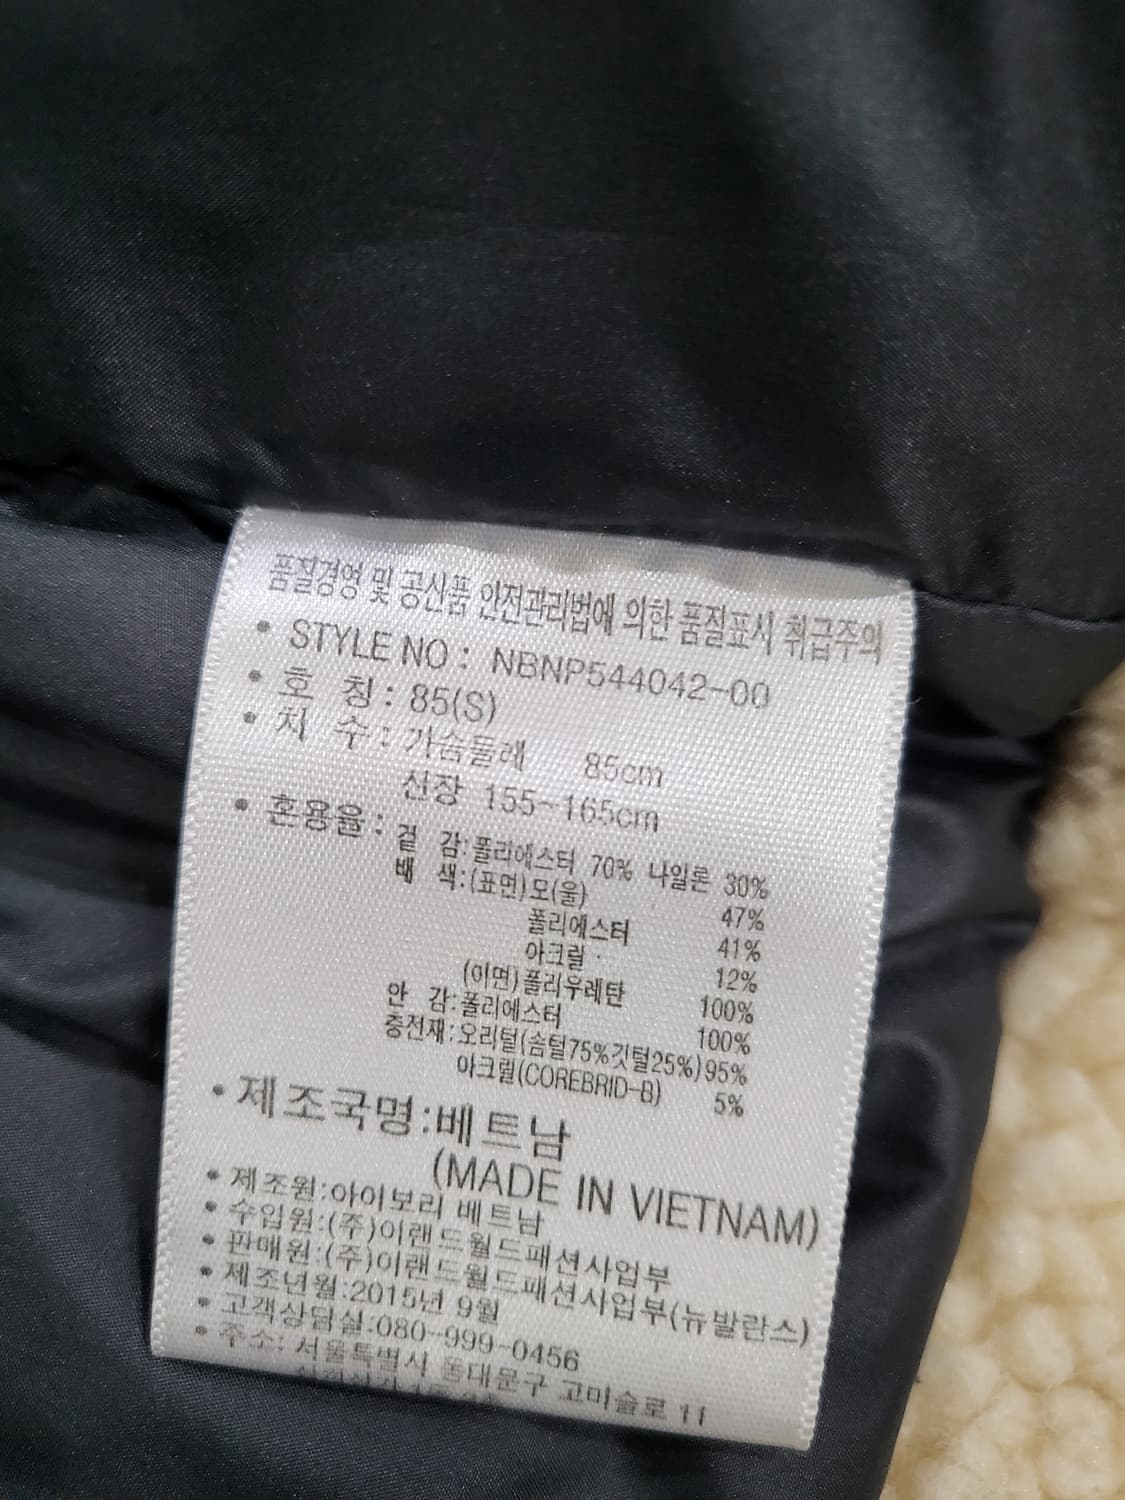 품질경영 및 공산품 안전관리법에 의한 품질표시 취급주의
• STYLE NO : NBNP544042-00
• 호 칭 : 85(S)
• 치 수 : 가슴둘레 85cm
신장 155~165cm
• 혼용율 : 겉 감:폴리에스터 70% 나일론 30%
배 색:(표면)모(울) 47%
폴리에스터 41%
아크릴 12%
(이면)폴리우레탄 100%
안 감:폴리에스터 100%
충전재:오리털(솜털75%깃털25%)95%
아크릴(COREBRID-B) 5%
• 제조국명:베트남
(MADE IN VIETNAM)
• 제조원:아이보리 베트남
• 수입원:(주)이랜드월드패션사업부
• 판매원:(주)이랜드월드패션사업부(뉴발란스)
• 제조년월:2015년 9월
• 고객상담실:080-999-0456
• 주소: 서울특별시 동대문구 고미술로 11